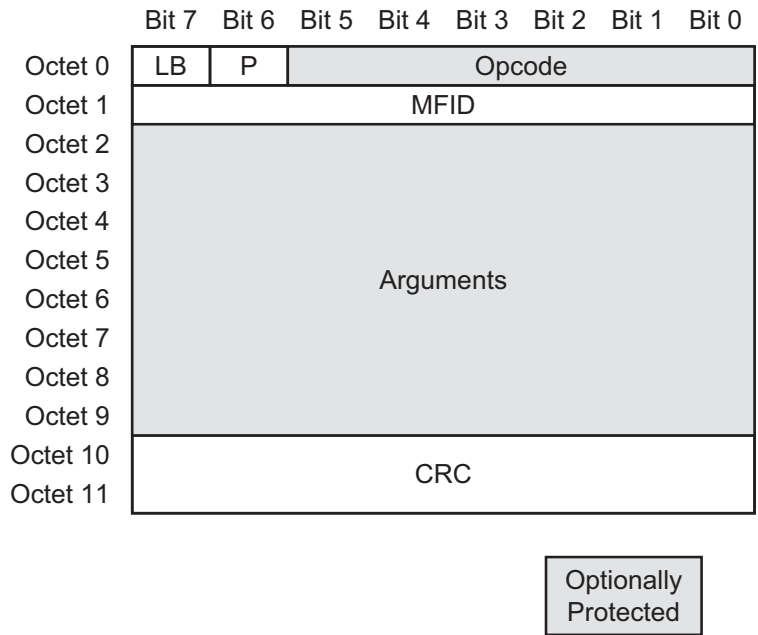 Bit 7 Bit 6 Bit 5 Bit 4 Bit 3 Bit 2 Bit 1 Bit 0
Octet 0 LB P Opcode
Octet 1 MFID
Octet 2
Octet 3
Octet 4
Octet 5
Arguments
Octet 6
Octet 7
Octet 8
Octet 9
Octet 10
CRC
Octet 11
Optionally
Protected